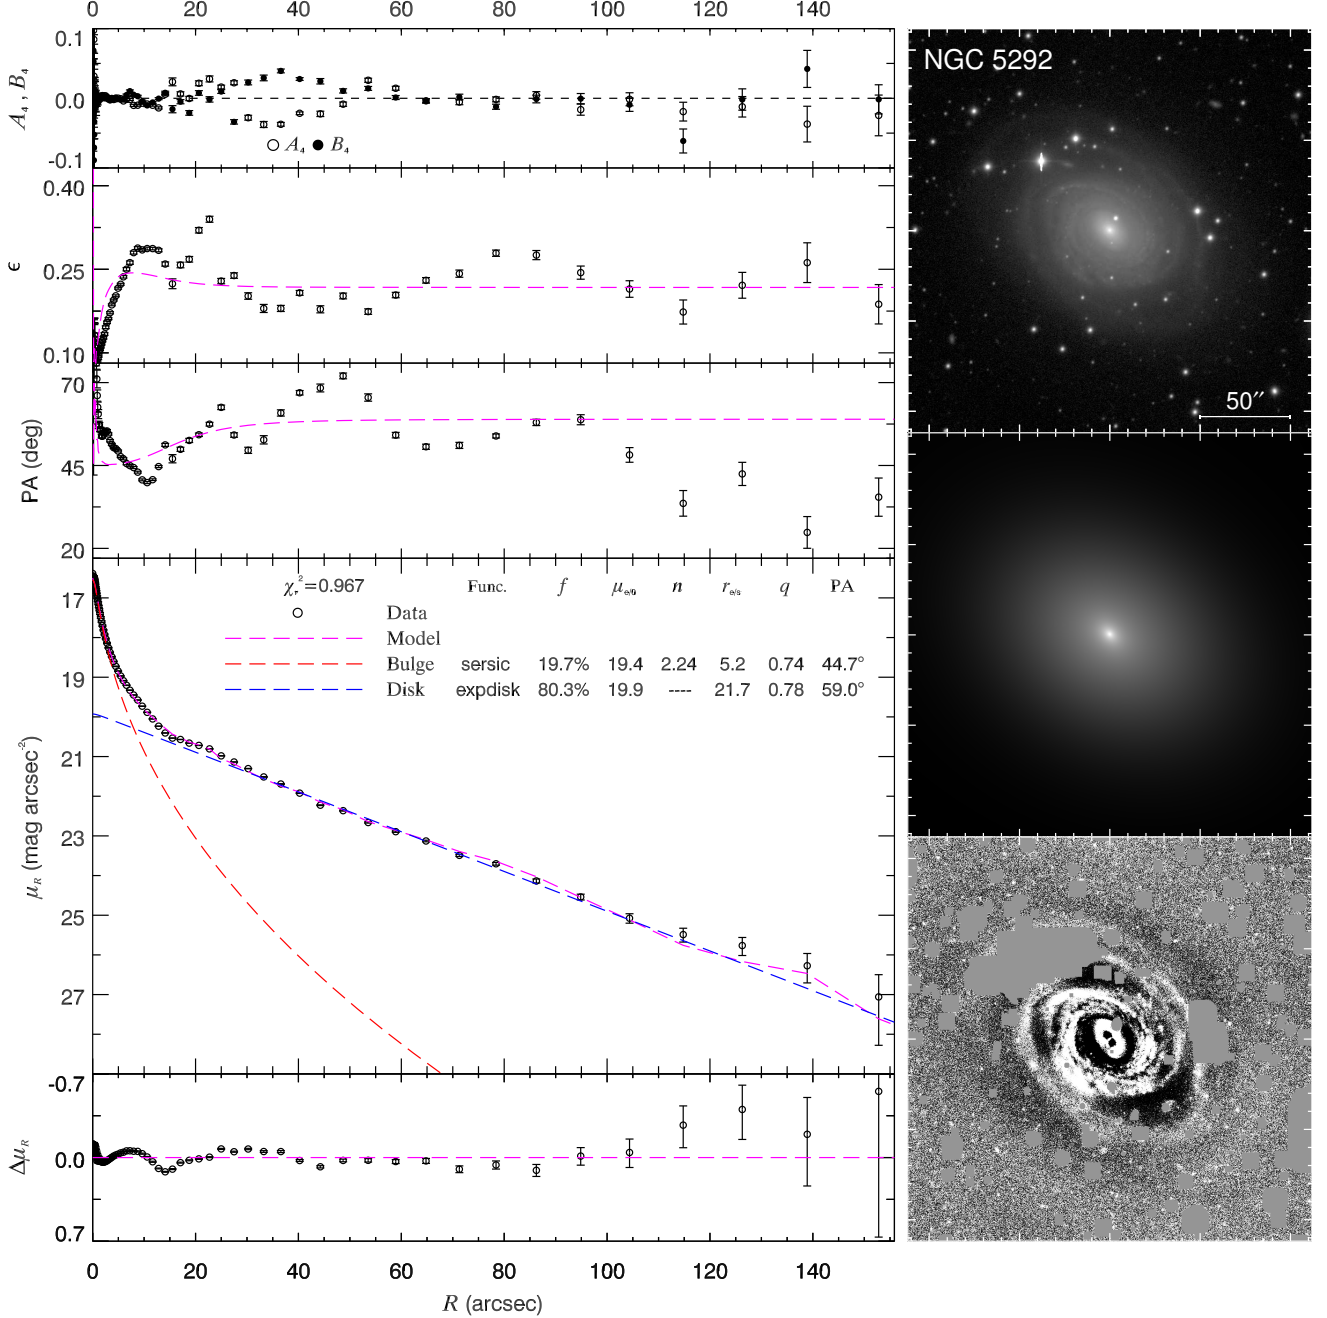 0 20 40 60 80 100 120 140
0.1
0.0
-0.1
A₄ , B₄
A₄ B₄
0.40
0.25
0.10
ϵ
70
45
20
PA (deg)
χᵣ²=0.967 Func. f μe/0 n re/s q PA
Data
Model
Bulge sersic 19.7% 19.4 2.24 5.2 0.74 44.7°
Disk expdisk 80.3% 19.9 ---- 21.7 0.78 59.0°
17
19
21
23
25
27
μR (mag arcsec⁻²)
-0.7
0.0
0.7
ΔμR
0 20 40 60 80 100 120 140
R (arcsec)
NGC 5292
50″